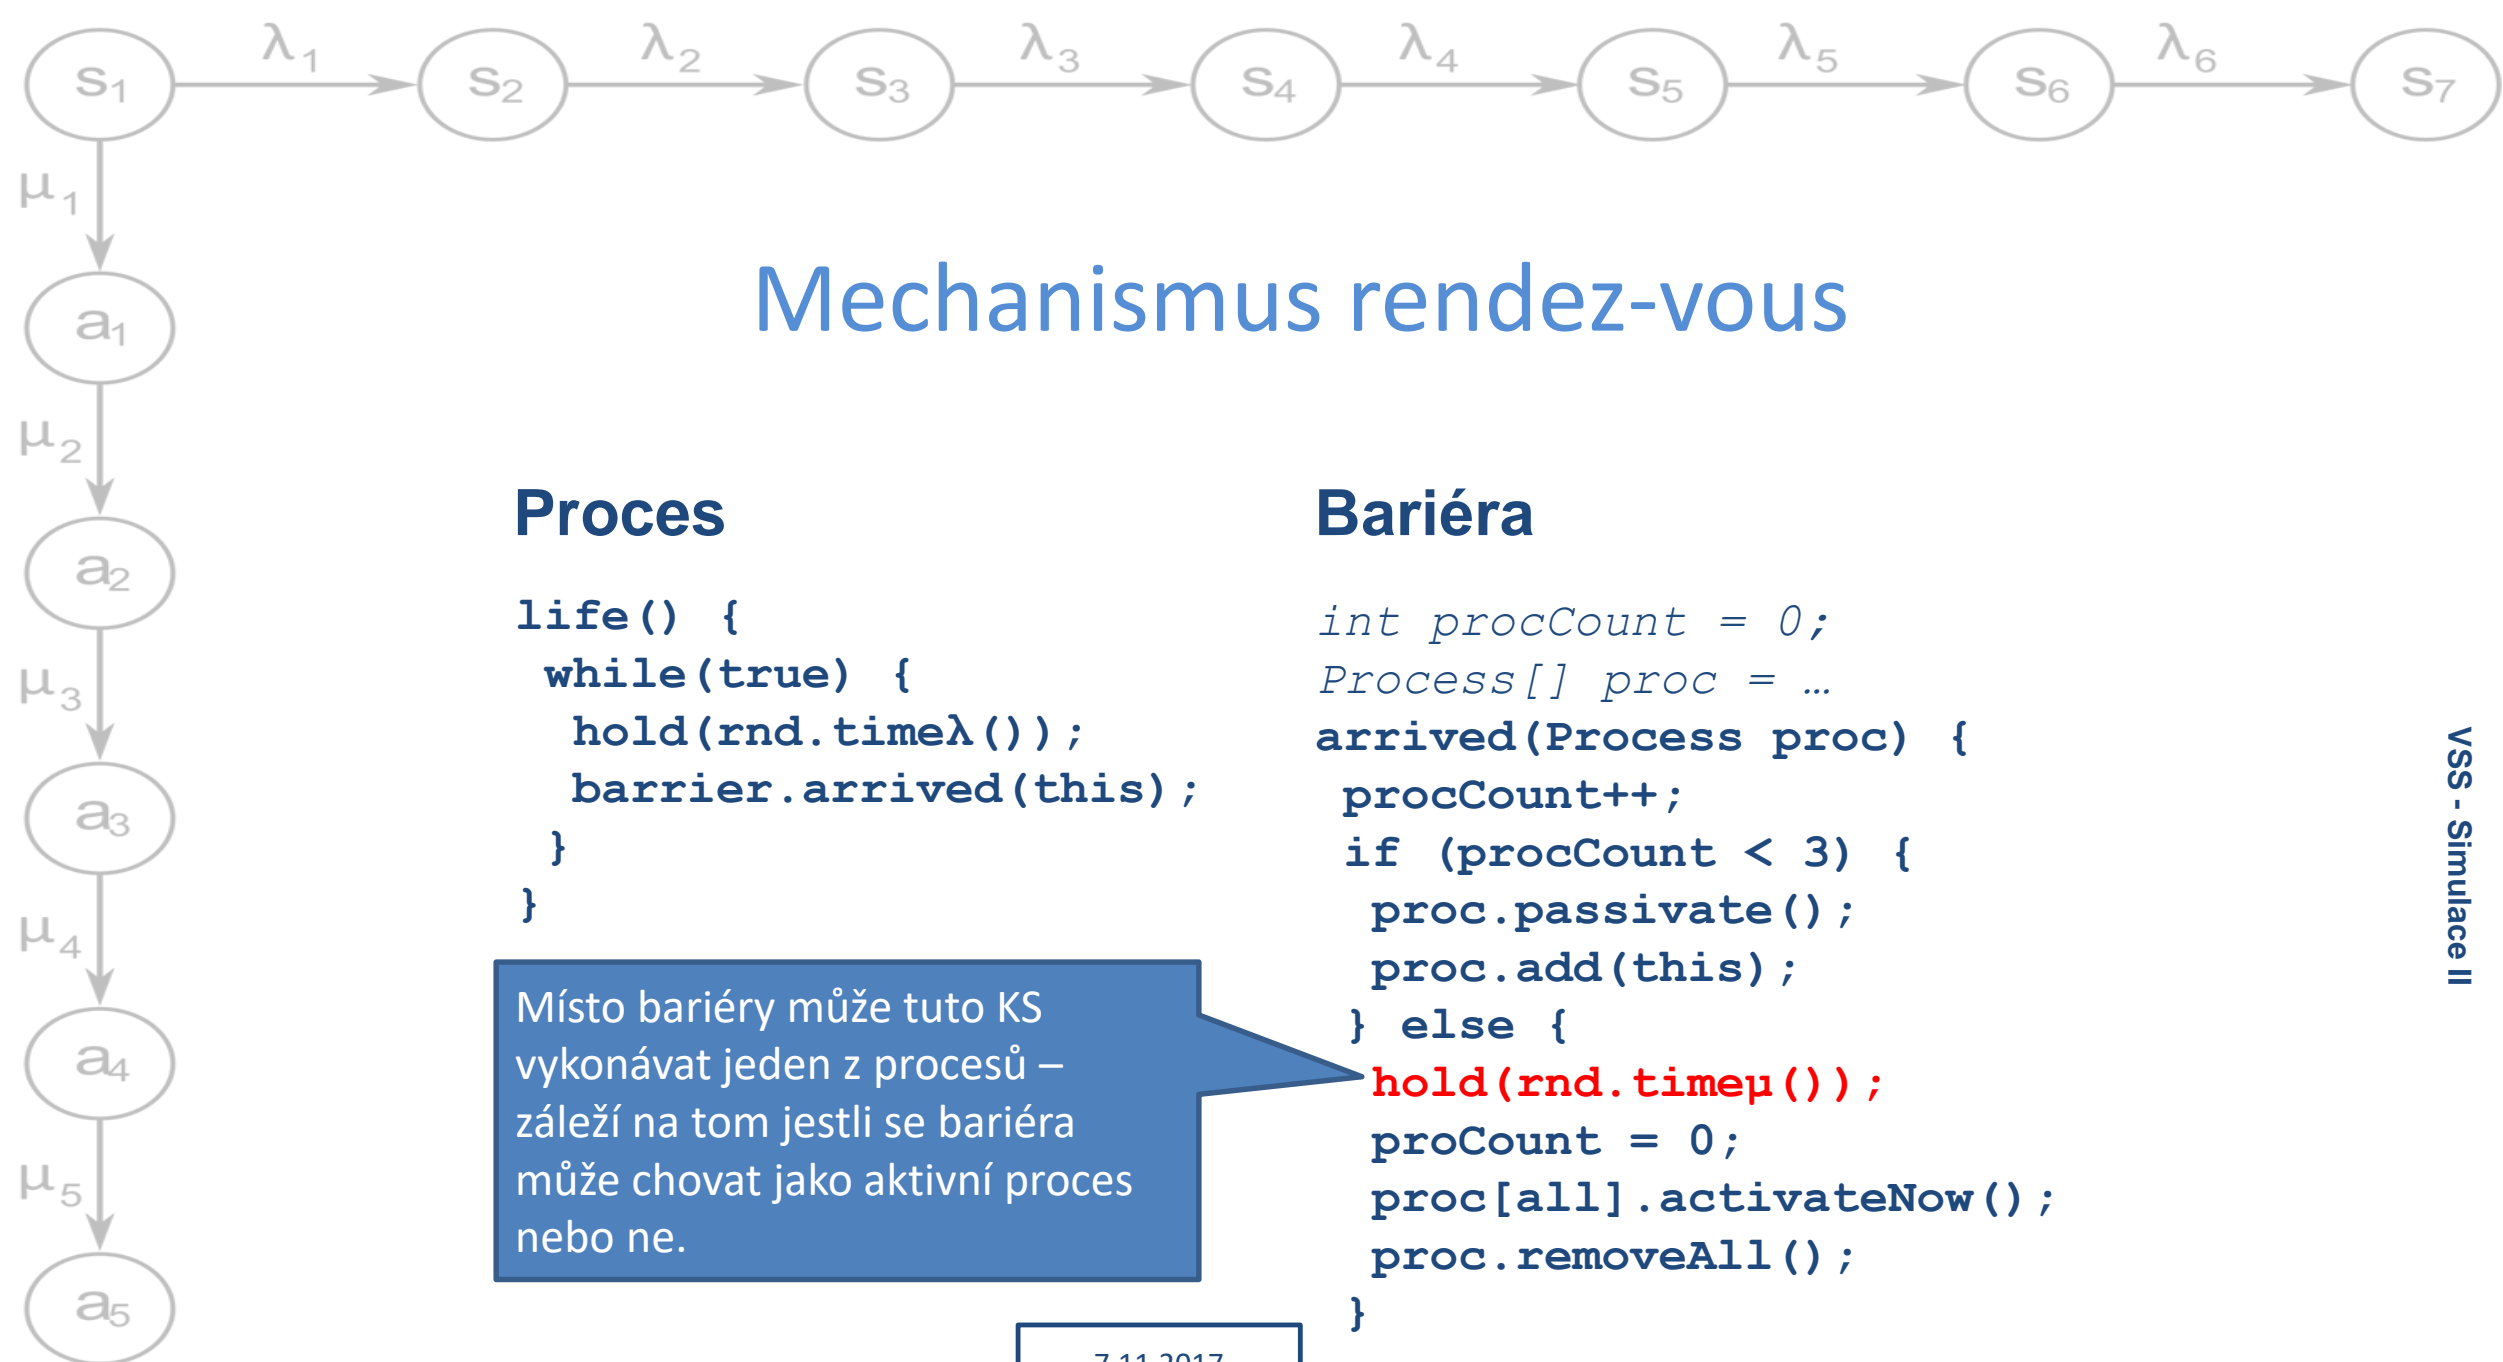 s1 λ1 s2 λ2 s3 λ3 s4 λ4 s5 λ5 s6 λ6 s7
μ1
a1
μ2
a2
μ3
a3
μ4
a4
μ5
a5
Mechanismus rendez-vous
Proces
life() {
while(true) {
hold(rnd.timeλ());
barrier.arrived(this);
}
}
Místo bariéry může tuto KS
vykonávat jeden z procesů –
záleží na tom jestli se bariéra
může chovat jako aktivní proces
nebo ne.
Bariéra
int procCount = 0;
Process[] proc = …
arrived(Process proc) {
procCount++;
if (procCount < 3) {
proc.passivate();
proc.add(this);
} else {
hold(rnd.timeμ());
proCount = 0;
proc[all].activateNow();
proc.removeAll();
}
VSS - Simulace II
7.11.2017